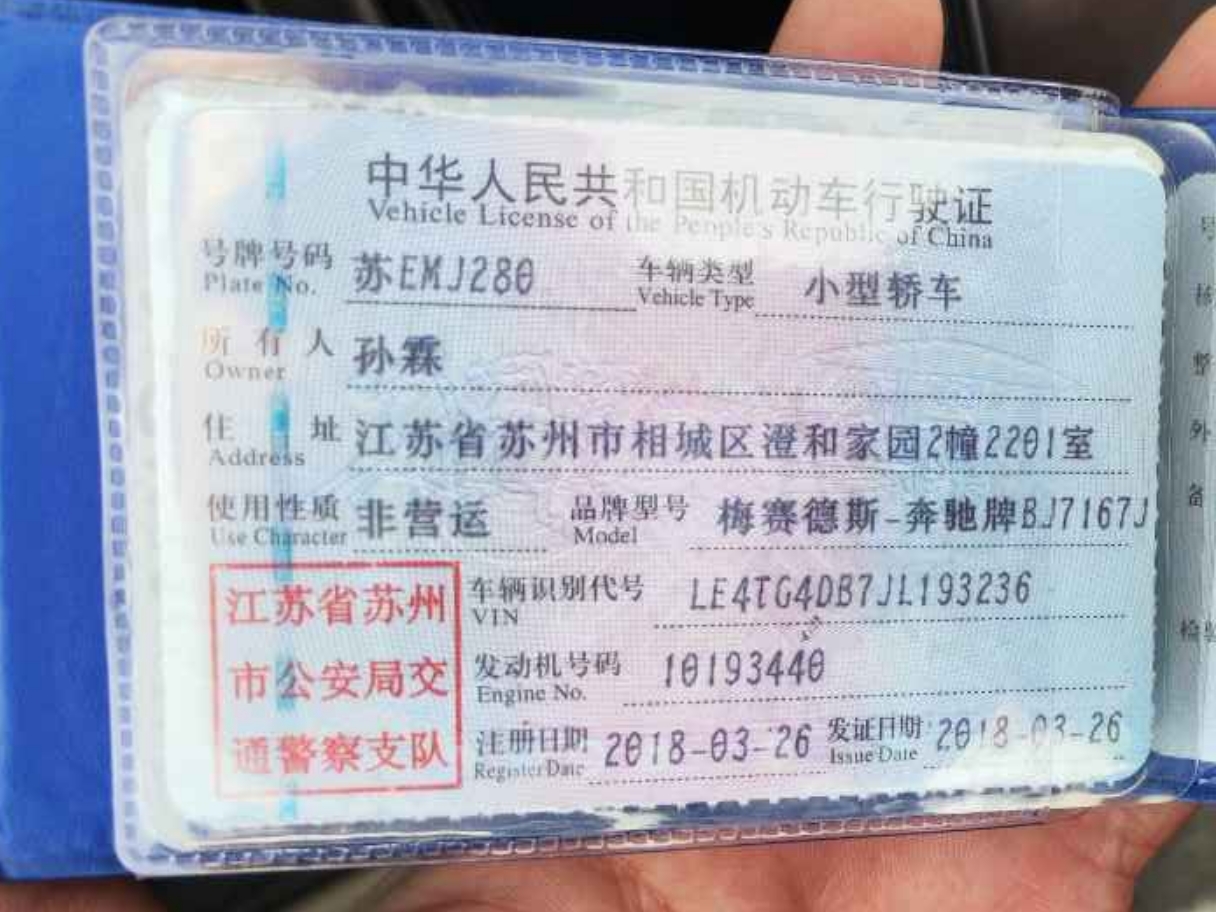 中华人民共和国机动车行驶证
Vehicle License of the People's Republic of China
号牌号码 苏EMJ280 车辆类型 小型轿车
Plate No. Vehicle Type
所有人 孙霖
Owner
住址 江苏省苏州市相城区澄和家园2幢2201室
Address
使用性质 非营运 品牌型号 梅赛德斯-奔驰牌BJ7167J
Use Character Model
江苏省苏州
市公安局交
通警察支队
车辆识别代号 LE4TG4DB7JL193236
VIN
发动机号码 10193440
Engine No.
注册日期 2018-03-26 发证日期 2018-03-26
Register Date Issue Date
号
核
整
外
备
检验